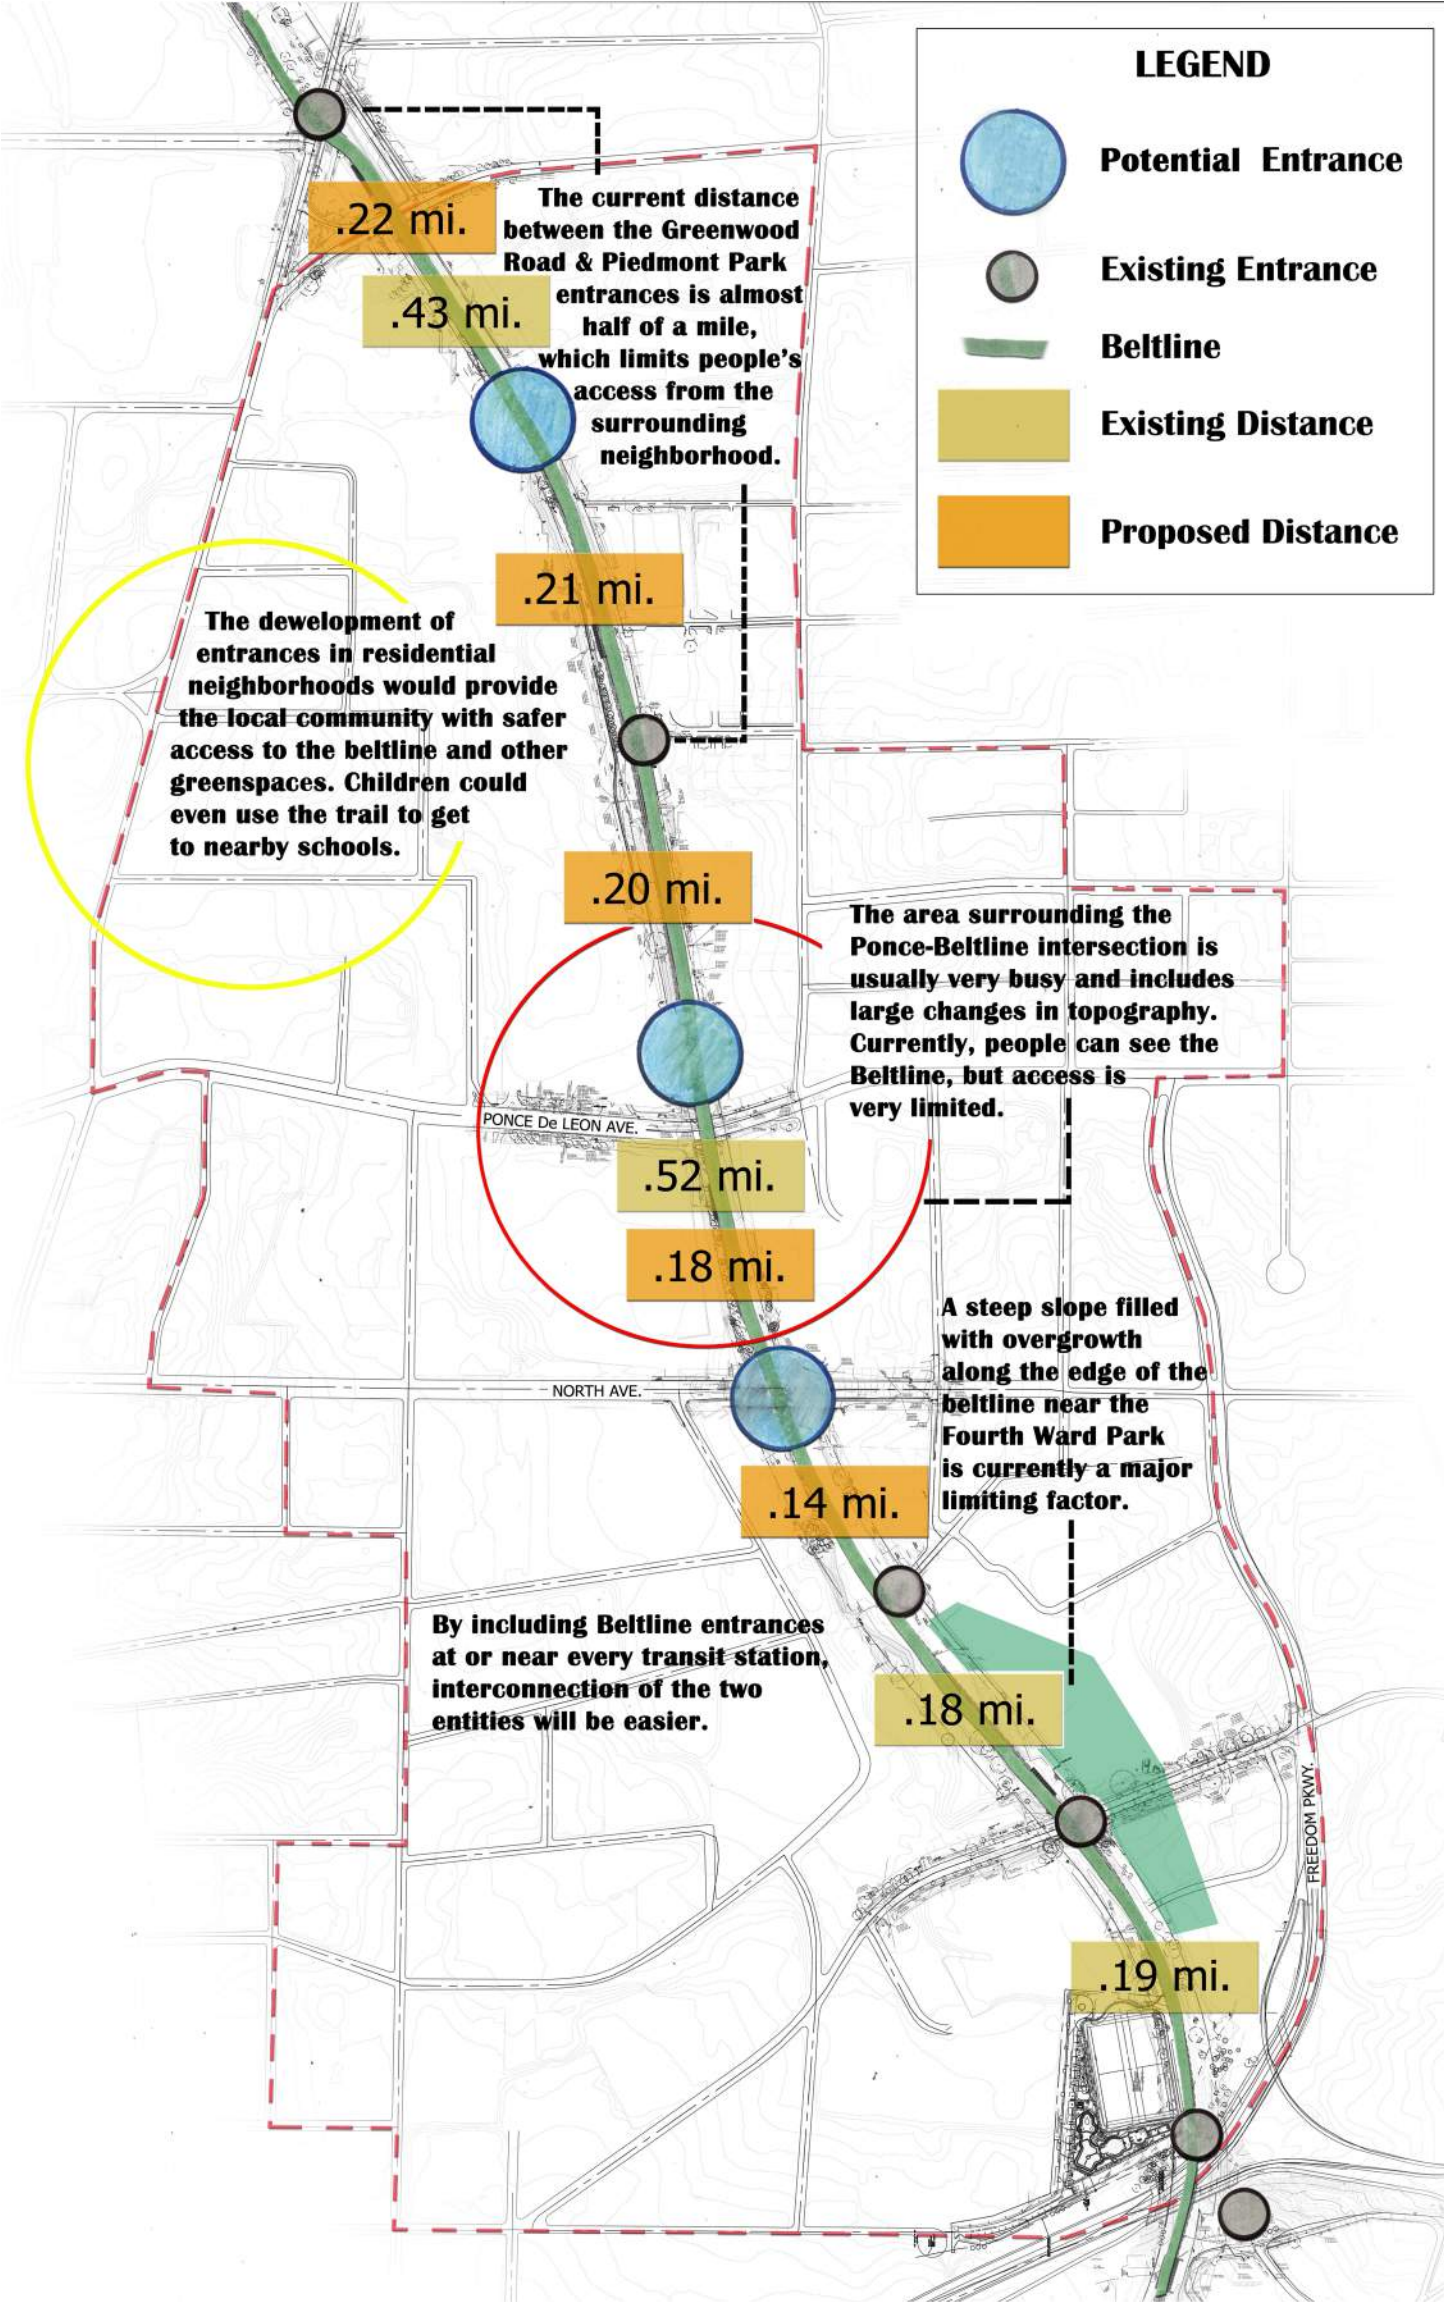 LEGEND
Potential Entrance
Existing Entrance
Beltline
Existing Distance
Proposed Distance
.22 mi.
The current distance
between the Greenwood
Road & Piedmont Park
entrances is almost
half of a mile,
which limits people's
access from the
surrounding
neighborhood.
.43 mi.
.21 mi.
The dewelopment of
entrances in residential
neighborhoods would provide
the local community with safer
access to the beltline and other
greenspaces. Children could
even use the trail to get
to nearby schools.
.20 mi.
The area surrounding the
Ponce-Beltline intersection is
usually very busy and includes
large changes in topography.
Currently, people can see the
Beltline, but access is
very limited.
PONCE De LEON AVE.
.52 mi.
.18 mi.
A steep slope filled
with overgrowth
along the edge of the
beltline near the
Fourth Ward Park
is currently a major
limiting factor.
NORTH AVE.
.14 mi.
By including Beltline entrances
at or near every transit station,
interconnection of the two
entities will be easier.
.18 mi.
FREEDOM PKWY.
.19 mi.